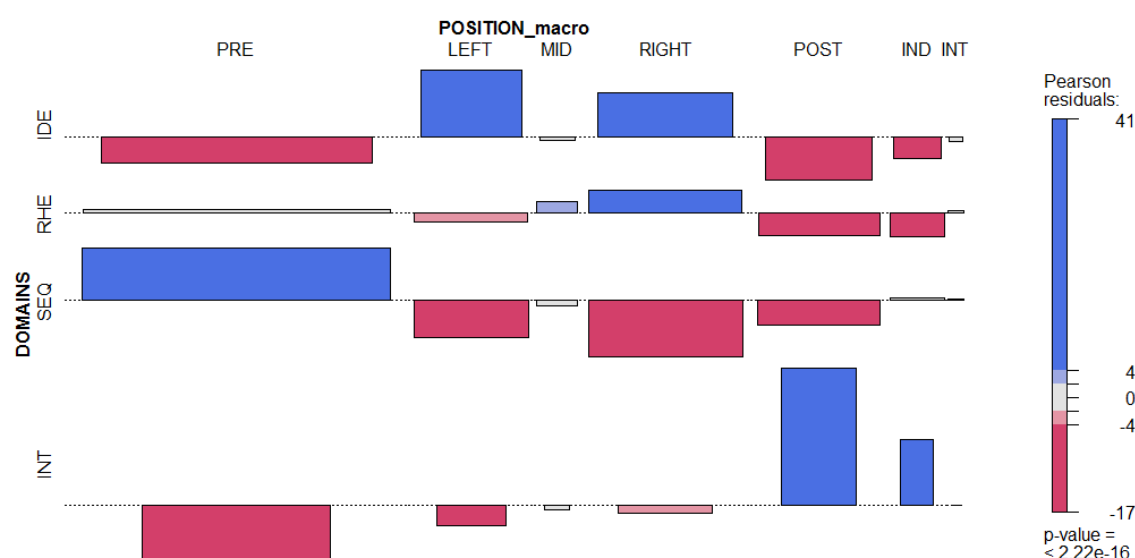 POSITION_macro
PRE LEFT MID RIGHT POST IND INT
DOMAINS
IDE
RHE
SEQ
INT
Pearson
residuals:
41
4
0
-4
-17
p-value =
< 2.22e-16